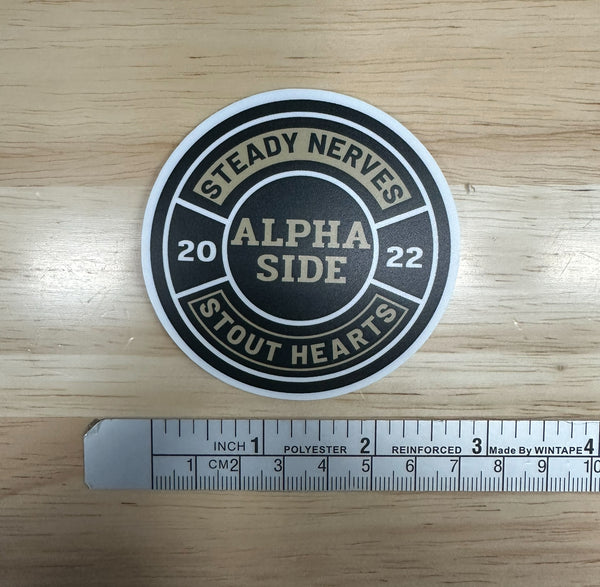 STEADY NERVES
20
ALPHA
SIDE
22
STOUT HEARTS
INCH 1 POLYESTER 2 REINFORCED 3 Made By WINTAPE 4
1 CM2 3 4 5 6 7 8 9 10